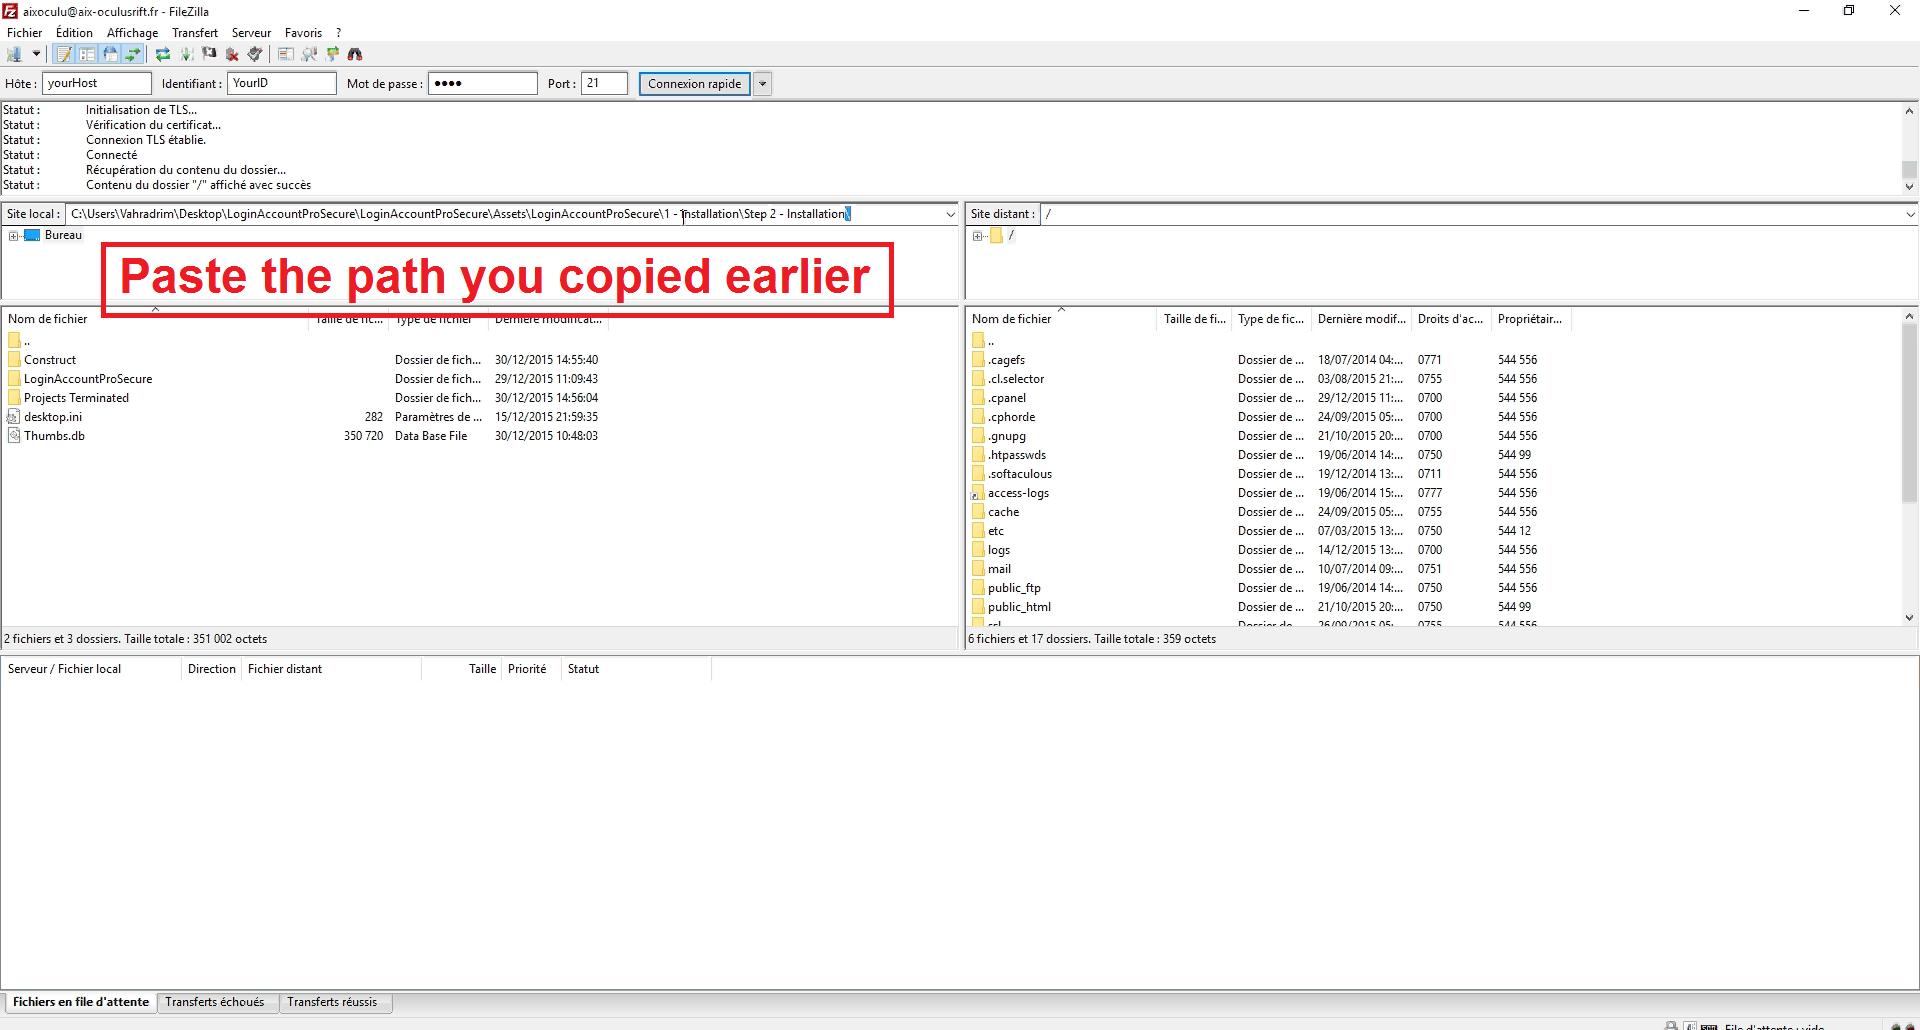 aixoculu@aix-oculusrift.fr - FileZilla
Fichier Édition Affichage Transfert Serveur Favoris ?
Hôte : yourHost Identifiant : YourID Mot de passe : ●●●● Port : 21 Connexion rapide
Statut : Initialisation de TLS...
Statut : Vérification du certificat...
Statut : Connexion TLS établie.
Statut : Connecté
Statut : Récupération du contenu du dossier...
Statut : Contenu du dossier "/" affiché avec succès
Site local : C:\Users\Vahradrim\Desktop\LoginAccountProSecure\LoginAccountProSecure\Assets\LoginAccountProSecure\1 - Installation\Step 2 - Installation\
Bureau
Paste the path you copied earlier
Nom de fichier Taille de fic... Type de fichier Dernière modificat...
..
Construct Dossier de fich... 30/12/2015 14:55:40
LoginAccountProSecure Dossier de fich... 29/12/2015 11:09:43
Projects Terminated Dossier de fich... 30/12/2015 14:56:04
desktop.ini 282 Paramètres de ... 15/12/2015 21:59:35
Thumbs.db 350 720 Data Base File 30/12/2015 10:48:03
2 fichiers et 3 dossiers. Taille totale : 351 002 octets
Site distant : /
/
Nom de fichier Taille de fi... Type de fic... Dernière modif... Droits d'ac... Propriétair...
..
.cagefs Dossier de ... 18/07/2014 04:... 0771 544 556
.cl.selector Dossier de ... 03/08/2015 21:... 0755 544 556
.cpanel Dossier de ... 29/12/2015 11:... 0700 544 556
.cphorde Dossier de ... 24/09/2015 05:... 0700 544 556
.gnupg Dossier de ... 21/10/2015 20:... 0700 544 556
.htpasswds Dossier de ... 19/06/2014 14:... 0750 544 99
.softaculous Dossier de ... 19/12/2014 13:... 0711 544 556
access-logs Dossier de ... 19/06/2014 15:... 0777 544 556
cache Dossier de ... 24/09/2015 05:... 0755 544 556
etc Dossier de ... 07/03/2015 13:... 0750 544 12
logs Dossier de ... 14/12/2015 13:... 0700 544 556
mail Dossier de ... 10/07/2014 09:... 0751 544 556
public_ftp Dossier de ... 19/06/2014 14:... 0750 544 556
public_html Dossier de ... 21/10/2015 20:... 0750 544 99
ssl Dossier de ... 26/09/2015 05:... 0755 544 556
6 fichiers et 17 dossiers. Taille totale : 359 octets
Serveur / Fichier local Direction Fichier distant Taille Priorité Statut
Fichiers en file d'attente Transferts échoués Transferts réussis
File d'attente : vide